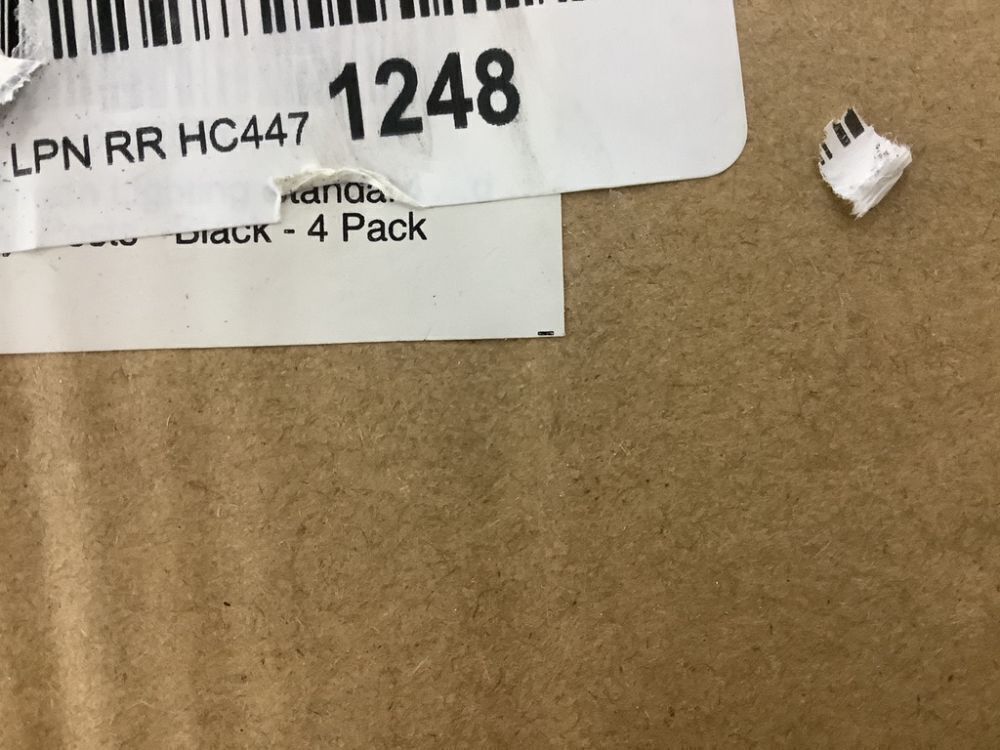 LPN RR HC447 1248
Black - 4 Pack